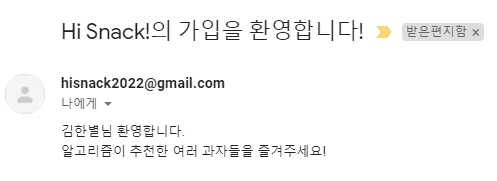 Hi Snack!의 가입을 환영합니다! 받은편지함 ×
hisnack2022@gmail.com
나에게
김한별님 환영합니다.
알고리즘이 추천한 여러 과자들을 즐겨주세요!